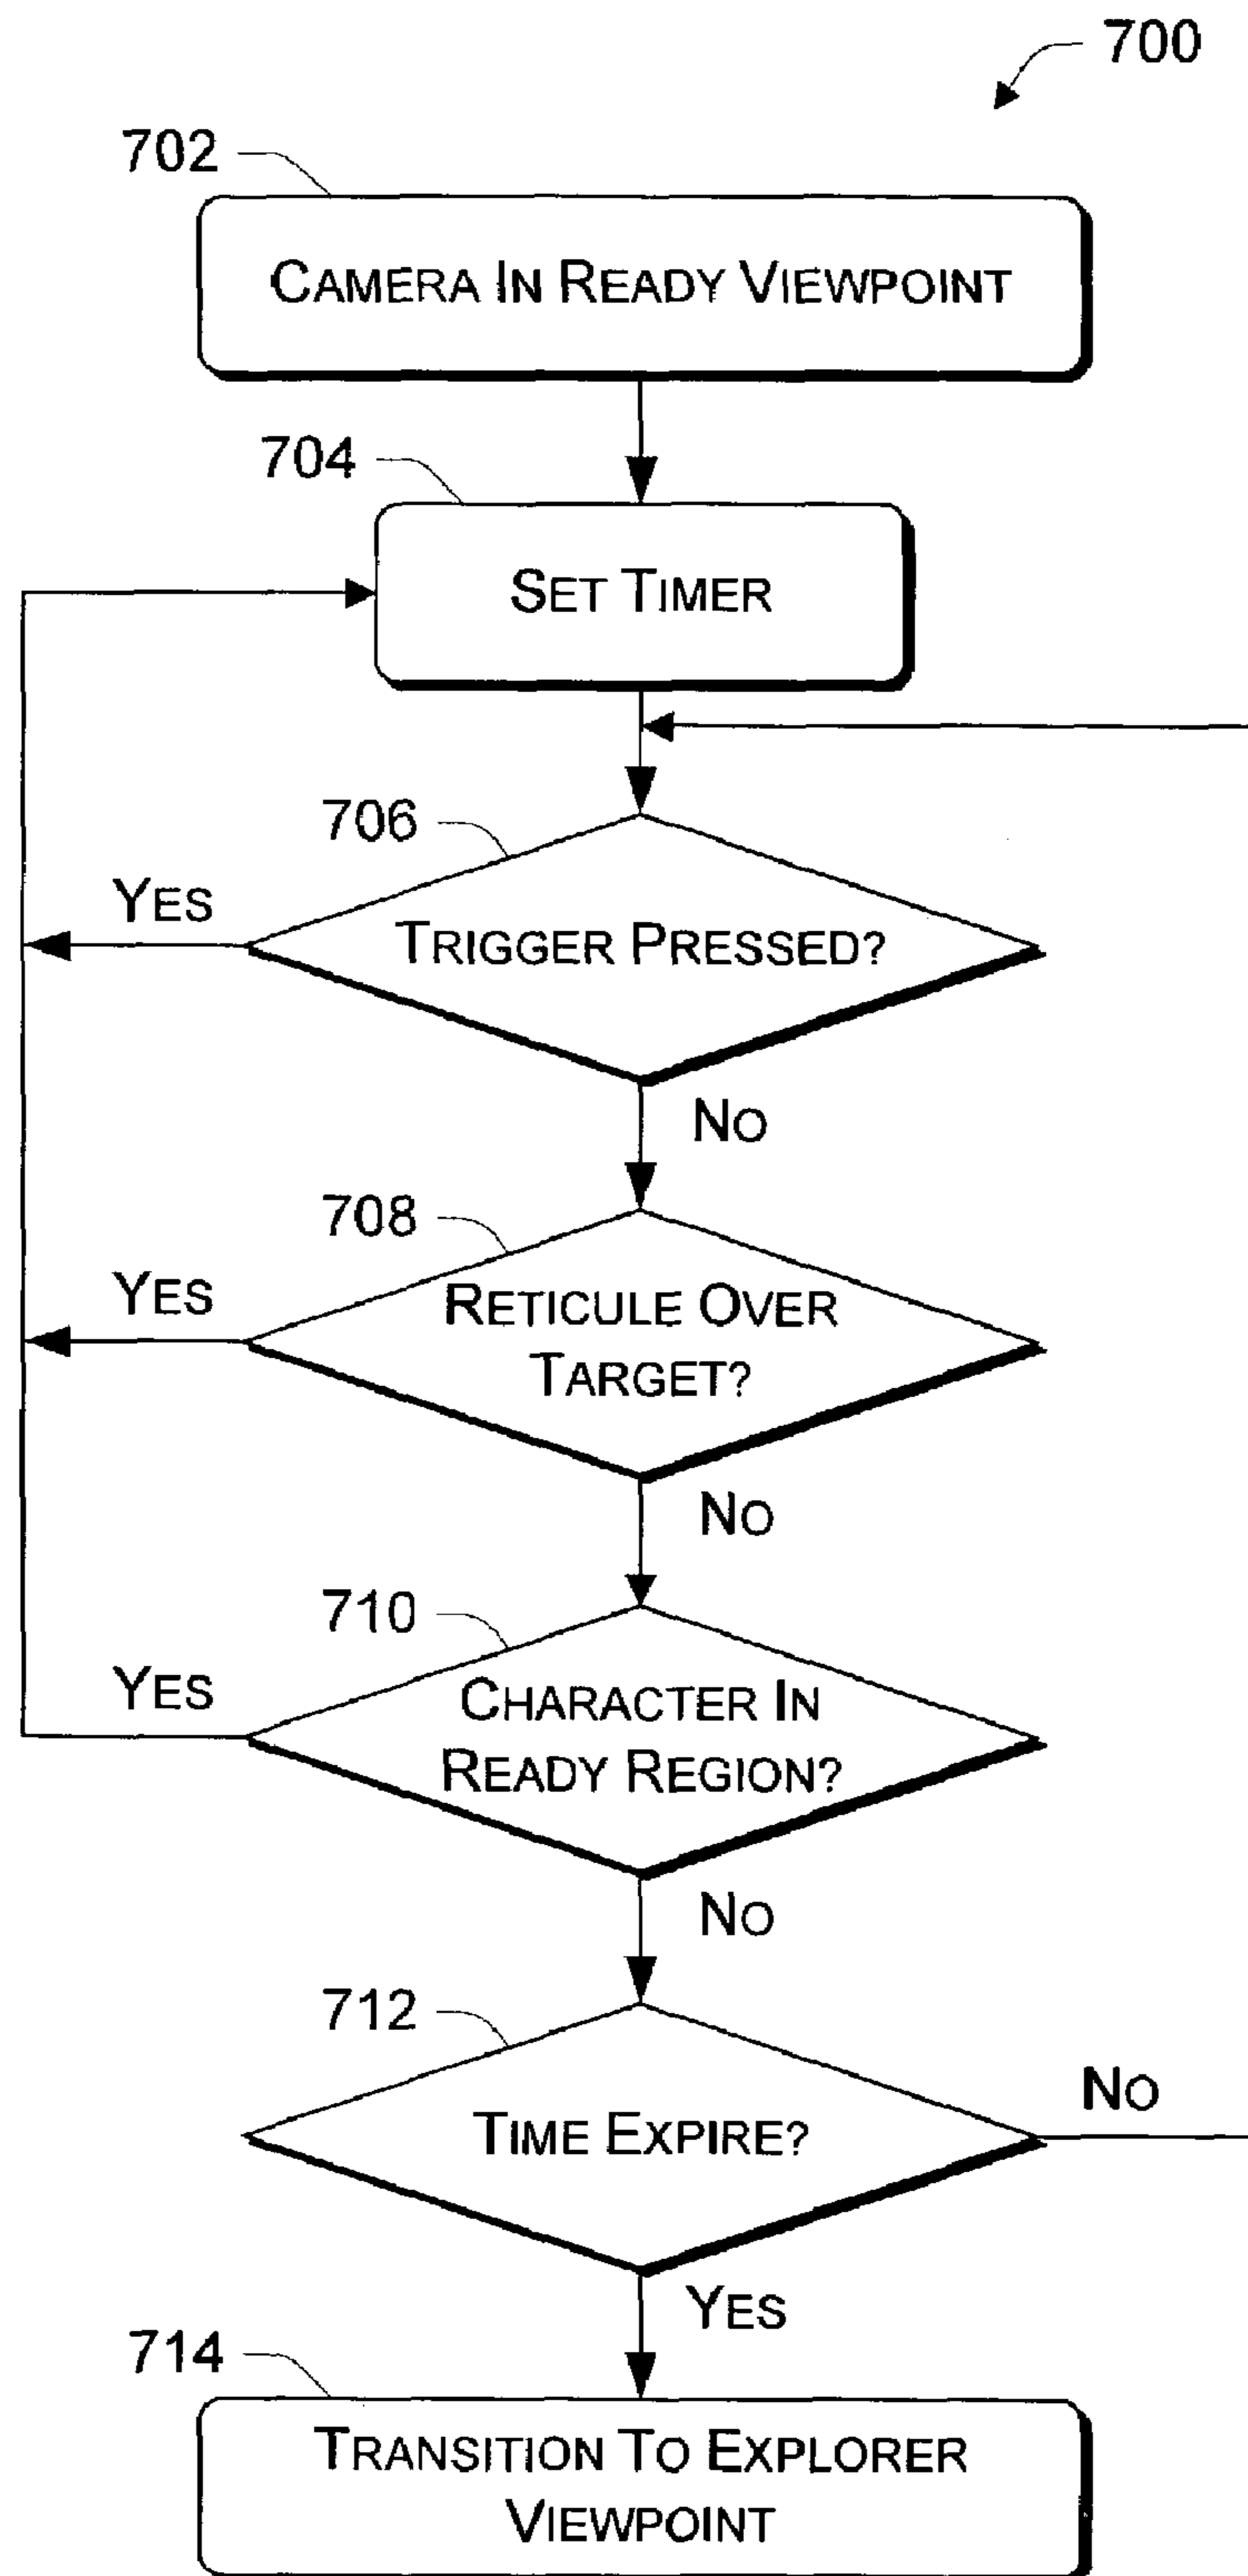 700
702
CAMERA IN READY VIEWPOINT
704
SET TIMER
706
YES
TRIGGER PRESSED?
NO
708
YES
RETICULE OVER
TARGET?
NO
710
YES
CHARACTER IN
READY REGION?
NO
712
NO
TIME EXPIRE?
YES
714
TRANSITION TO EXPLORER
VIEWPOINT